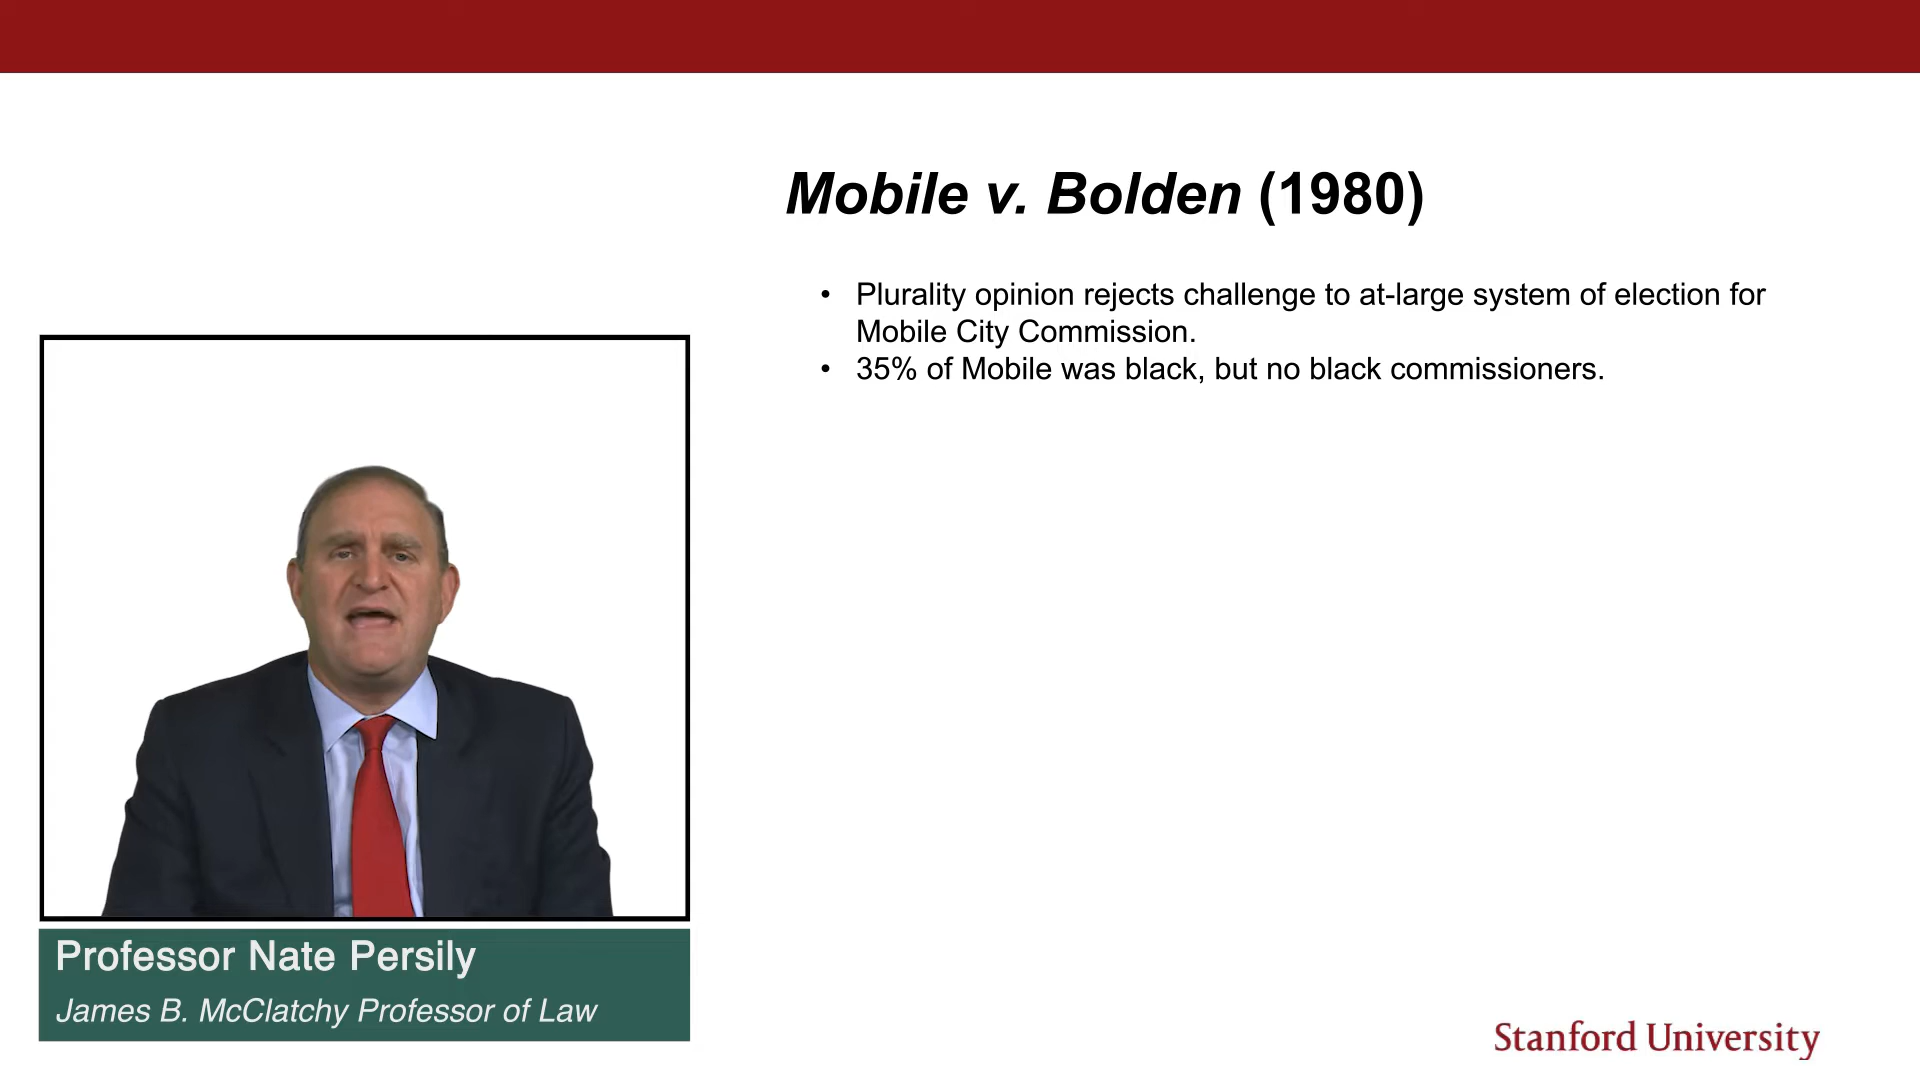 Mobile v. Bolden (1980)
• Plurality opinion rejects challenge to at-large system of election for
Mobile City Commission.
• 35% of Mobile was black, but no black commissioners.
Professor Nate Persily
James B. McClatchy Professor of Law
Stanford University